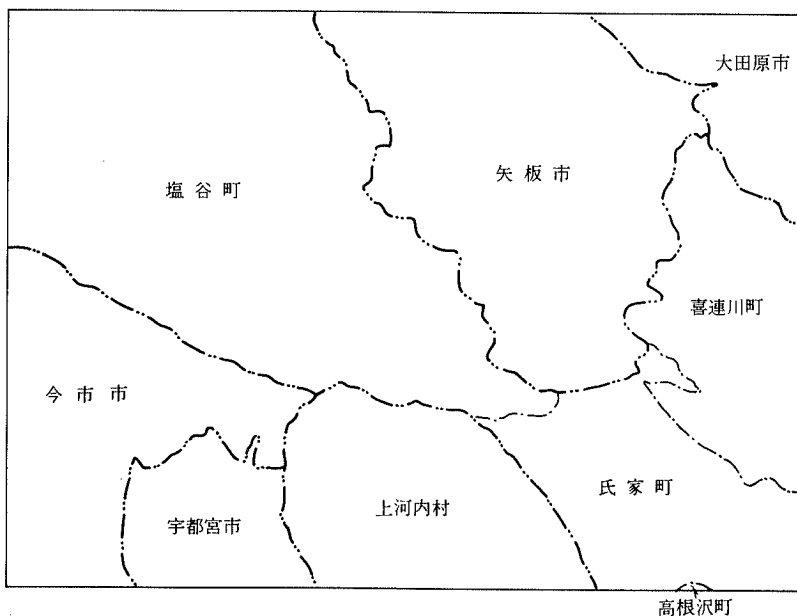 大田原市
矢板市
塩谷町
喜連川町
今市市
氏家町
上河内村
宇都宮市
高根沢町